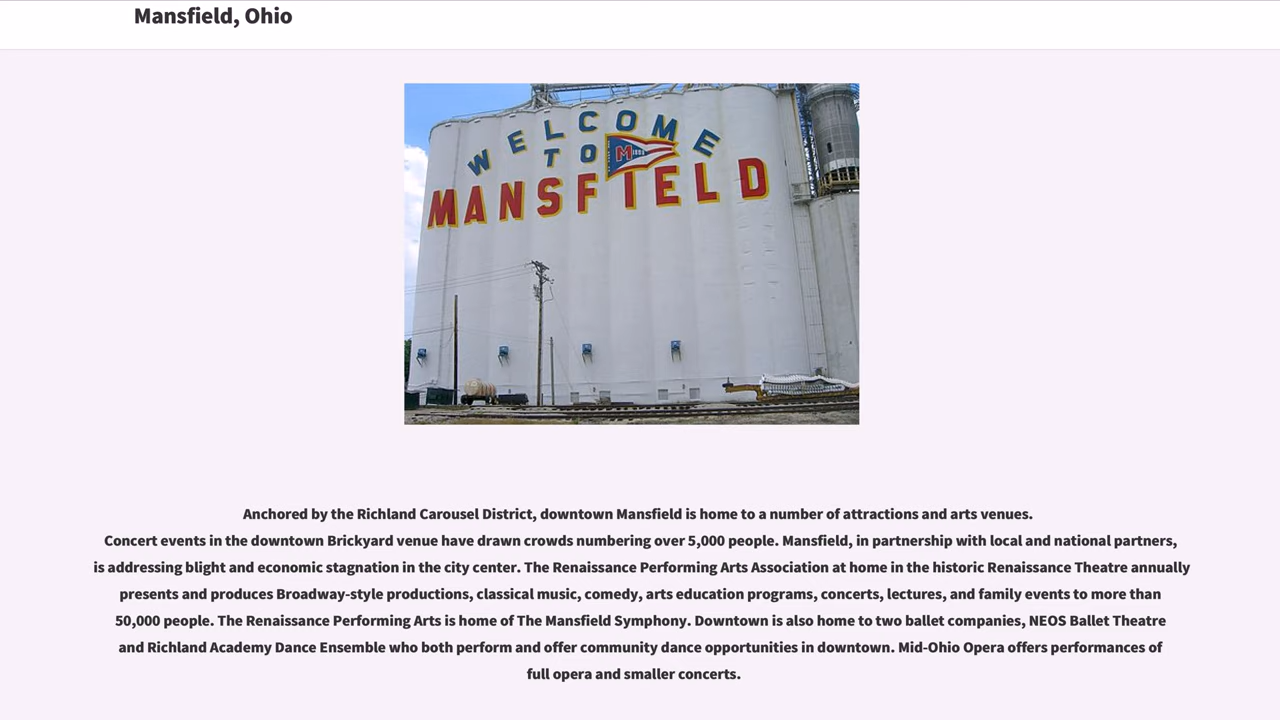 Mansfield, Ohio
WELCOME
TO
M
MANSFIELD
Anchored by the Richland Carousel District, downtown Mansfield is home to a number of attractions and arts venues.
Concert events in the downtown Brickyard venue have drawn crowds numbering over 5,000 people. Mansfield, in partnership with local and national partners,
is addressing blight and economic stagnation in the city center. The Renaissance Performing Arts Association at home in the historic Renaissance Theatre annually
presents and produces Broadway-style productions, classical music, comedy, arts education programs, concerts, lectures, and family events to more than
50,000 people. The Renaissance Performing Arts is home of The Mansfield Symphony. Downtown is also home to two ballet companies, NEOS Ballet Theatre
and Richland Academy Dance Ensemble who both perform and offer community dance opportunities in downtown. Mid-Ohio Opera offers performances of
full opera and smaller concerts.